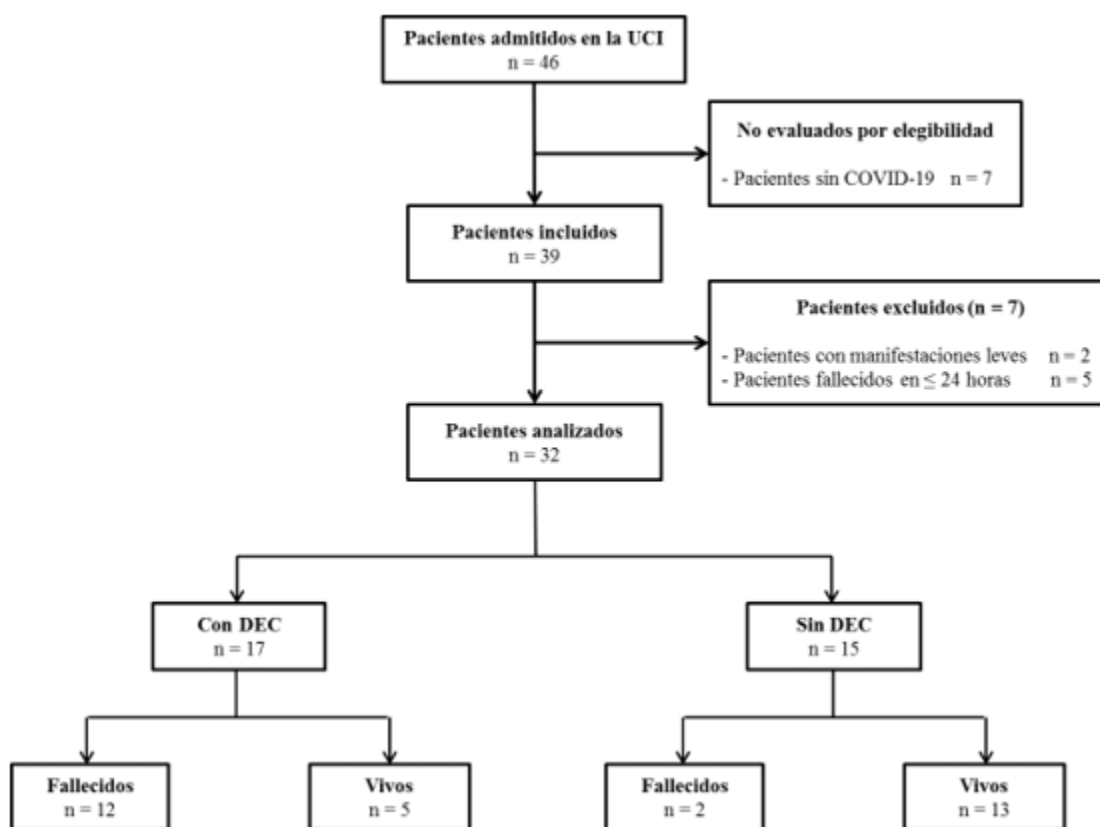 Pacientes admitidos en la UCI
n = 46
No evaluados por elegibilidad
- Pacientes sin COVID-19 n = 7
Pacientes incluidos
n = 39
Pacientes excluidos (n = 7)
- Pacientes con manifestaciones leves n = 2
- Pacientes fallecidos en ≤ 24 horas n = 5
Pacientes analizados
n = 32
Con DEC
n = 17
Sin DEC
n = 15
Fallecidos
n = 12
Vivos
n = 5
Fallecidos
n = 2
Vivos
n = 13